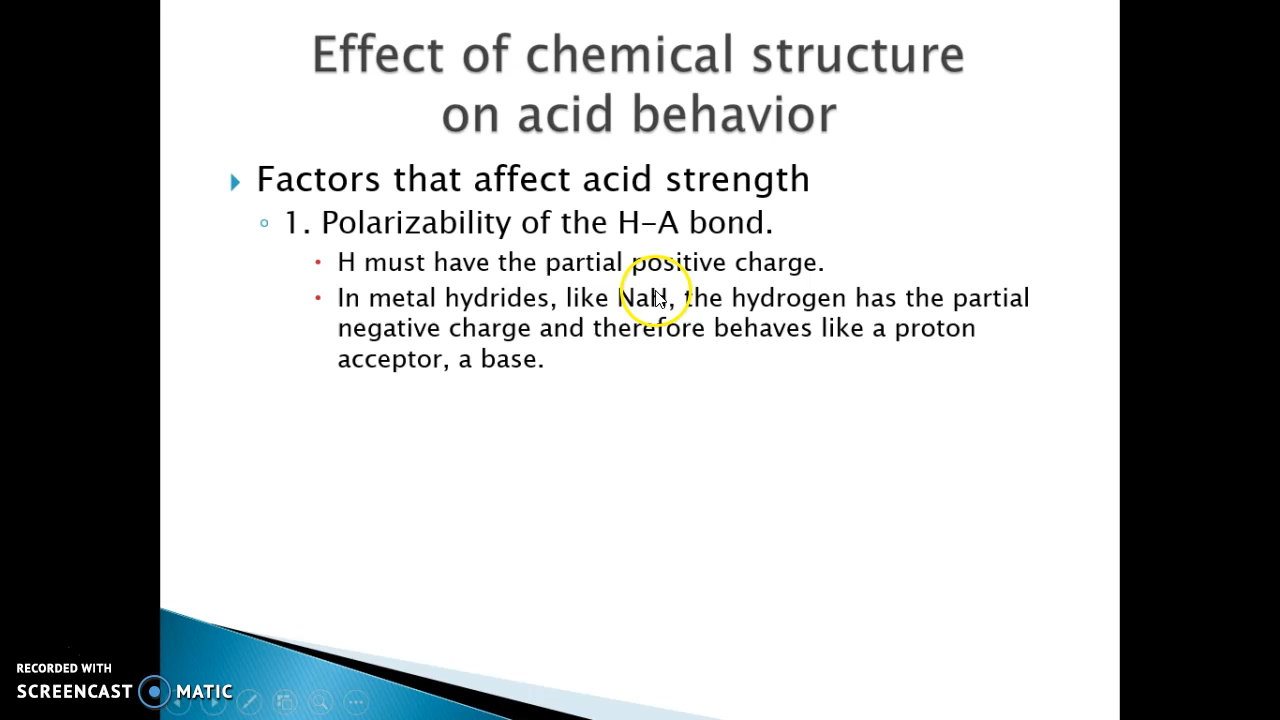 Effect of chemical structure
on acid behavior
Factors that affect acid strength
1. Polarizability of the H–A bond.
H must have the partial positive charge.
In metal hydrides, like NaH, the hydrogen has the partial
negative charge and therefore behaves like a proton
acceptor, a base.
RECORDED WITH
SCREENCAST MATIC